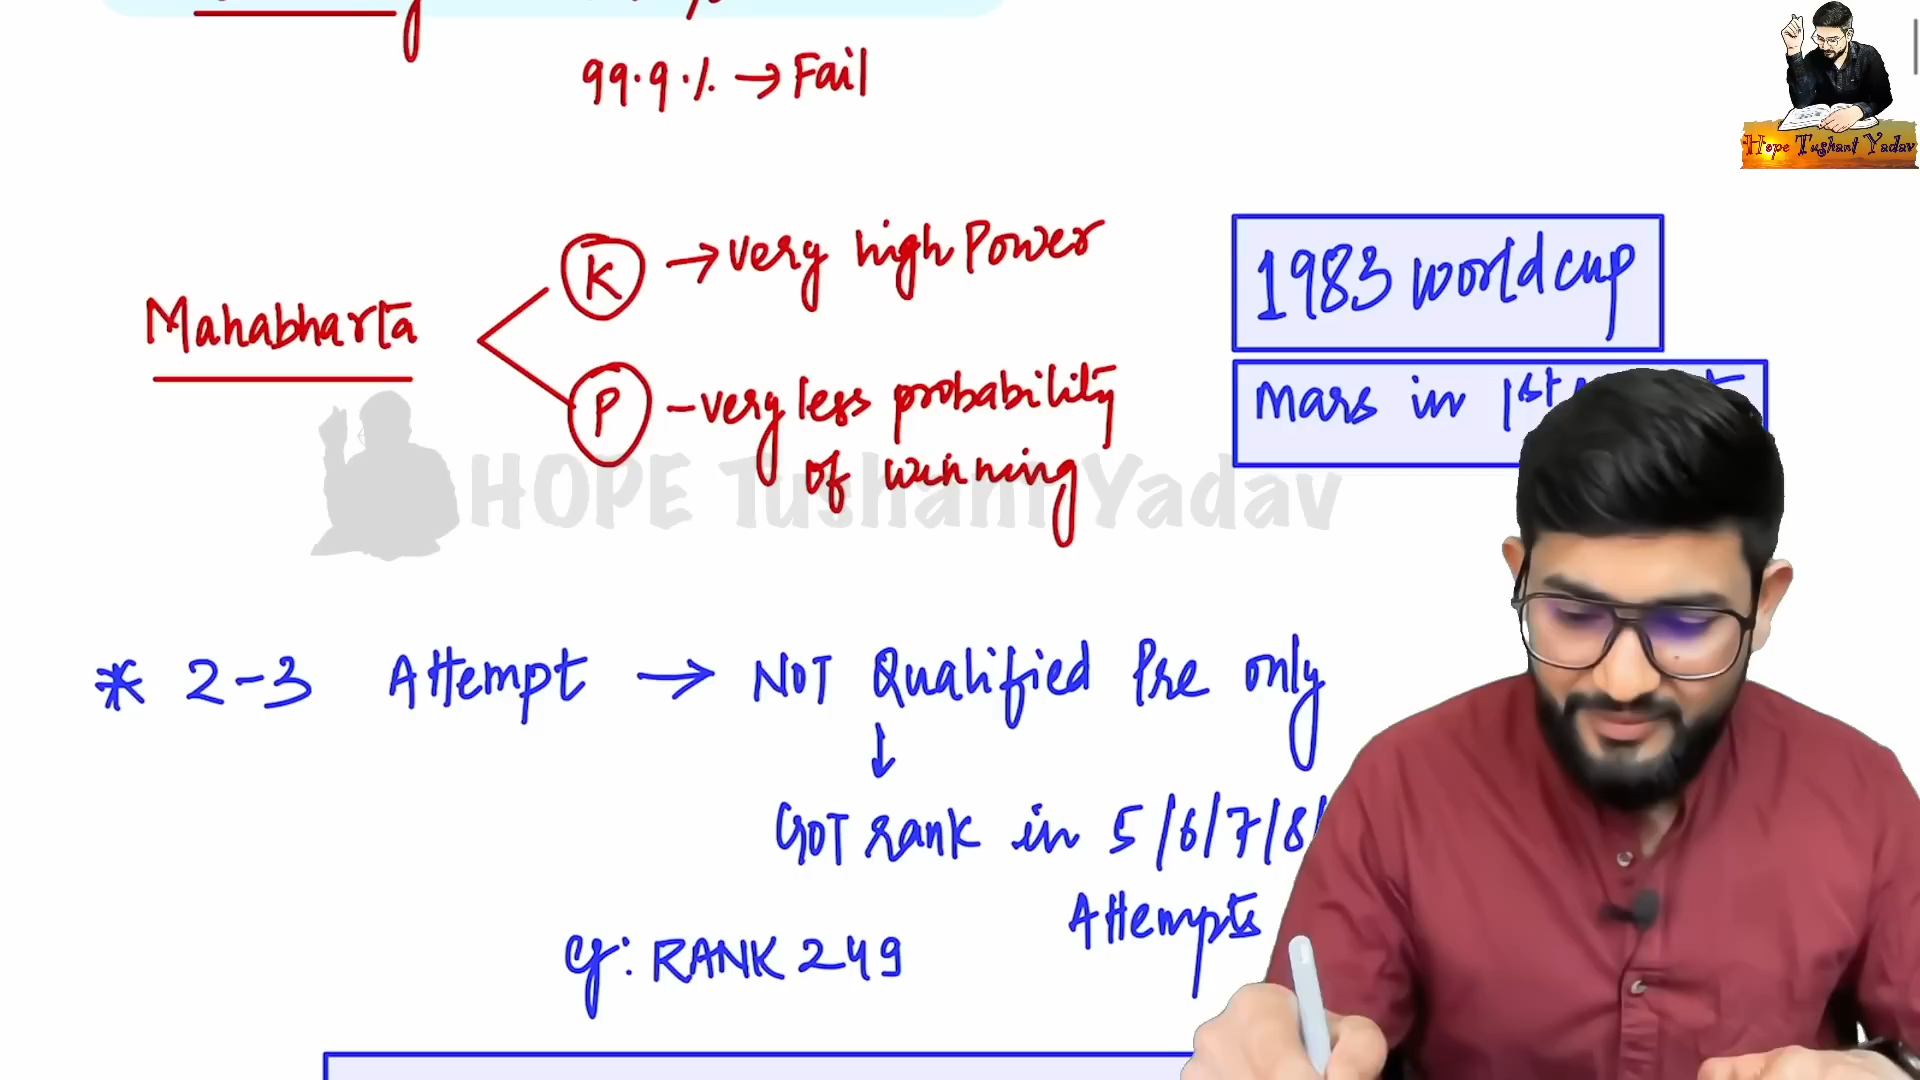 99.9% → Fail
Hope Tushant Yadav
K → very high Power
1983 world cup
Mahabharta
P - very less probability
mars in 1st
of winning
HOPE Tushant Yadav
* 2-3 Attempt → NOT Qualified Pre only
↓
GOT rank in 5/6/7/8/
Attempts
eg: RANK 249